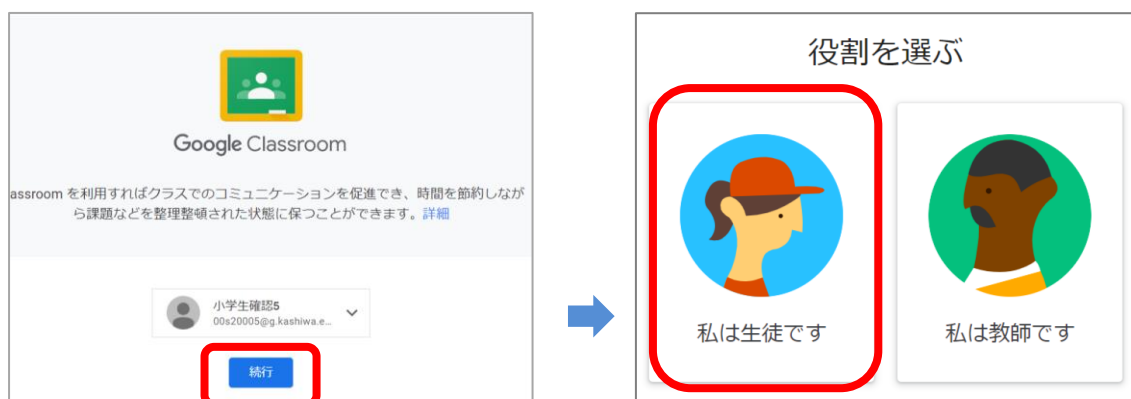 Google Classroom
assroom を利用すればクラスでのコミュニケーションを促進でき、時間を節約しなが
ら課題などを整理整頓された状態に保つことができます。詳細
小学生確認5
00s20005@g.kashiwa.e...
続行
役割を選ぶ
私は生徒です
私は教師です